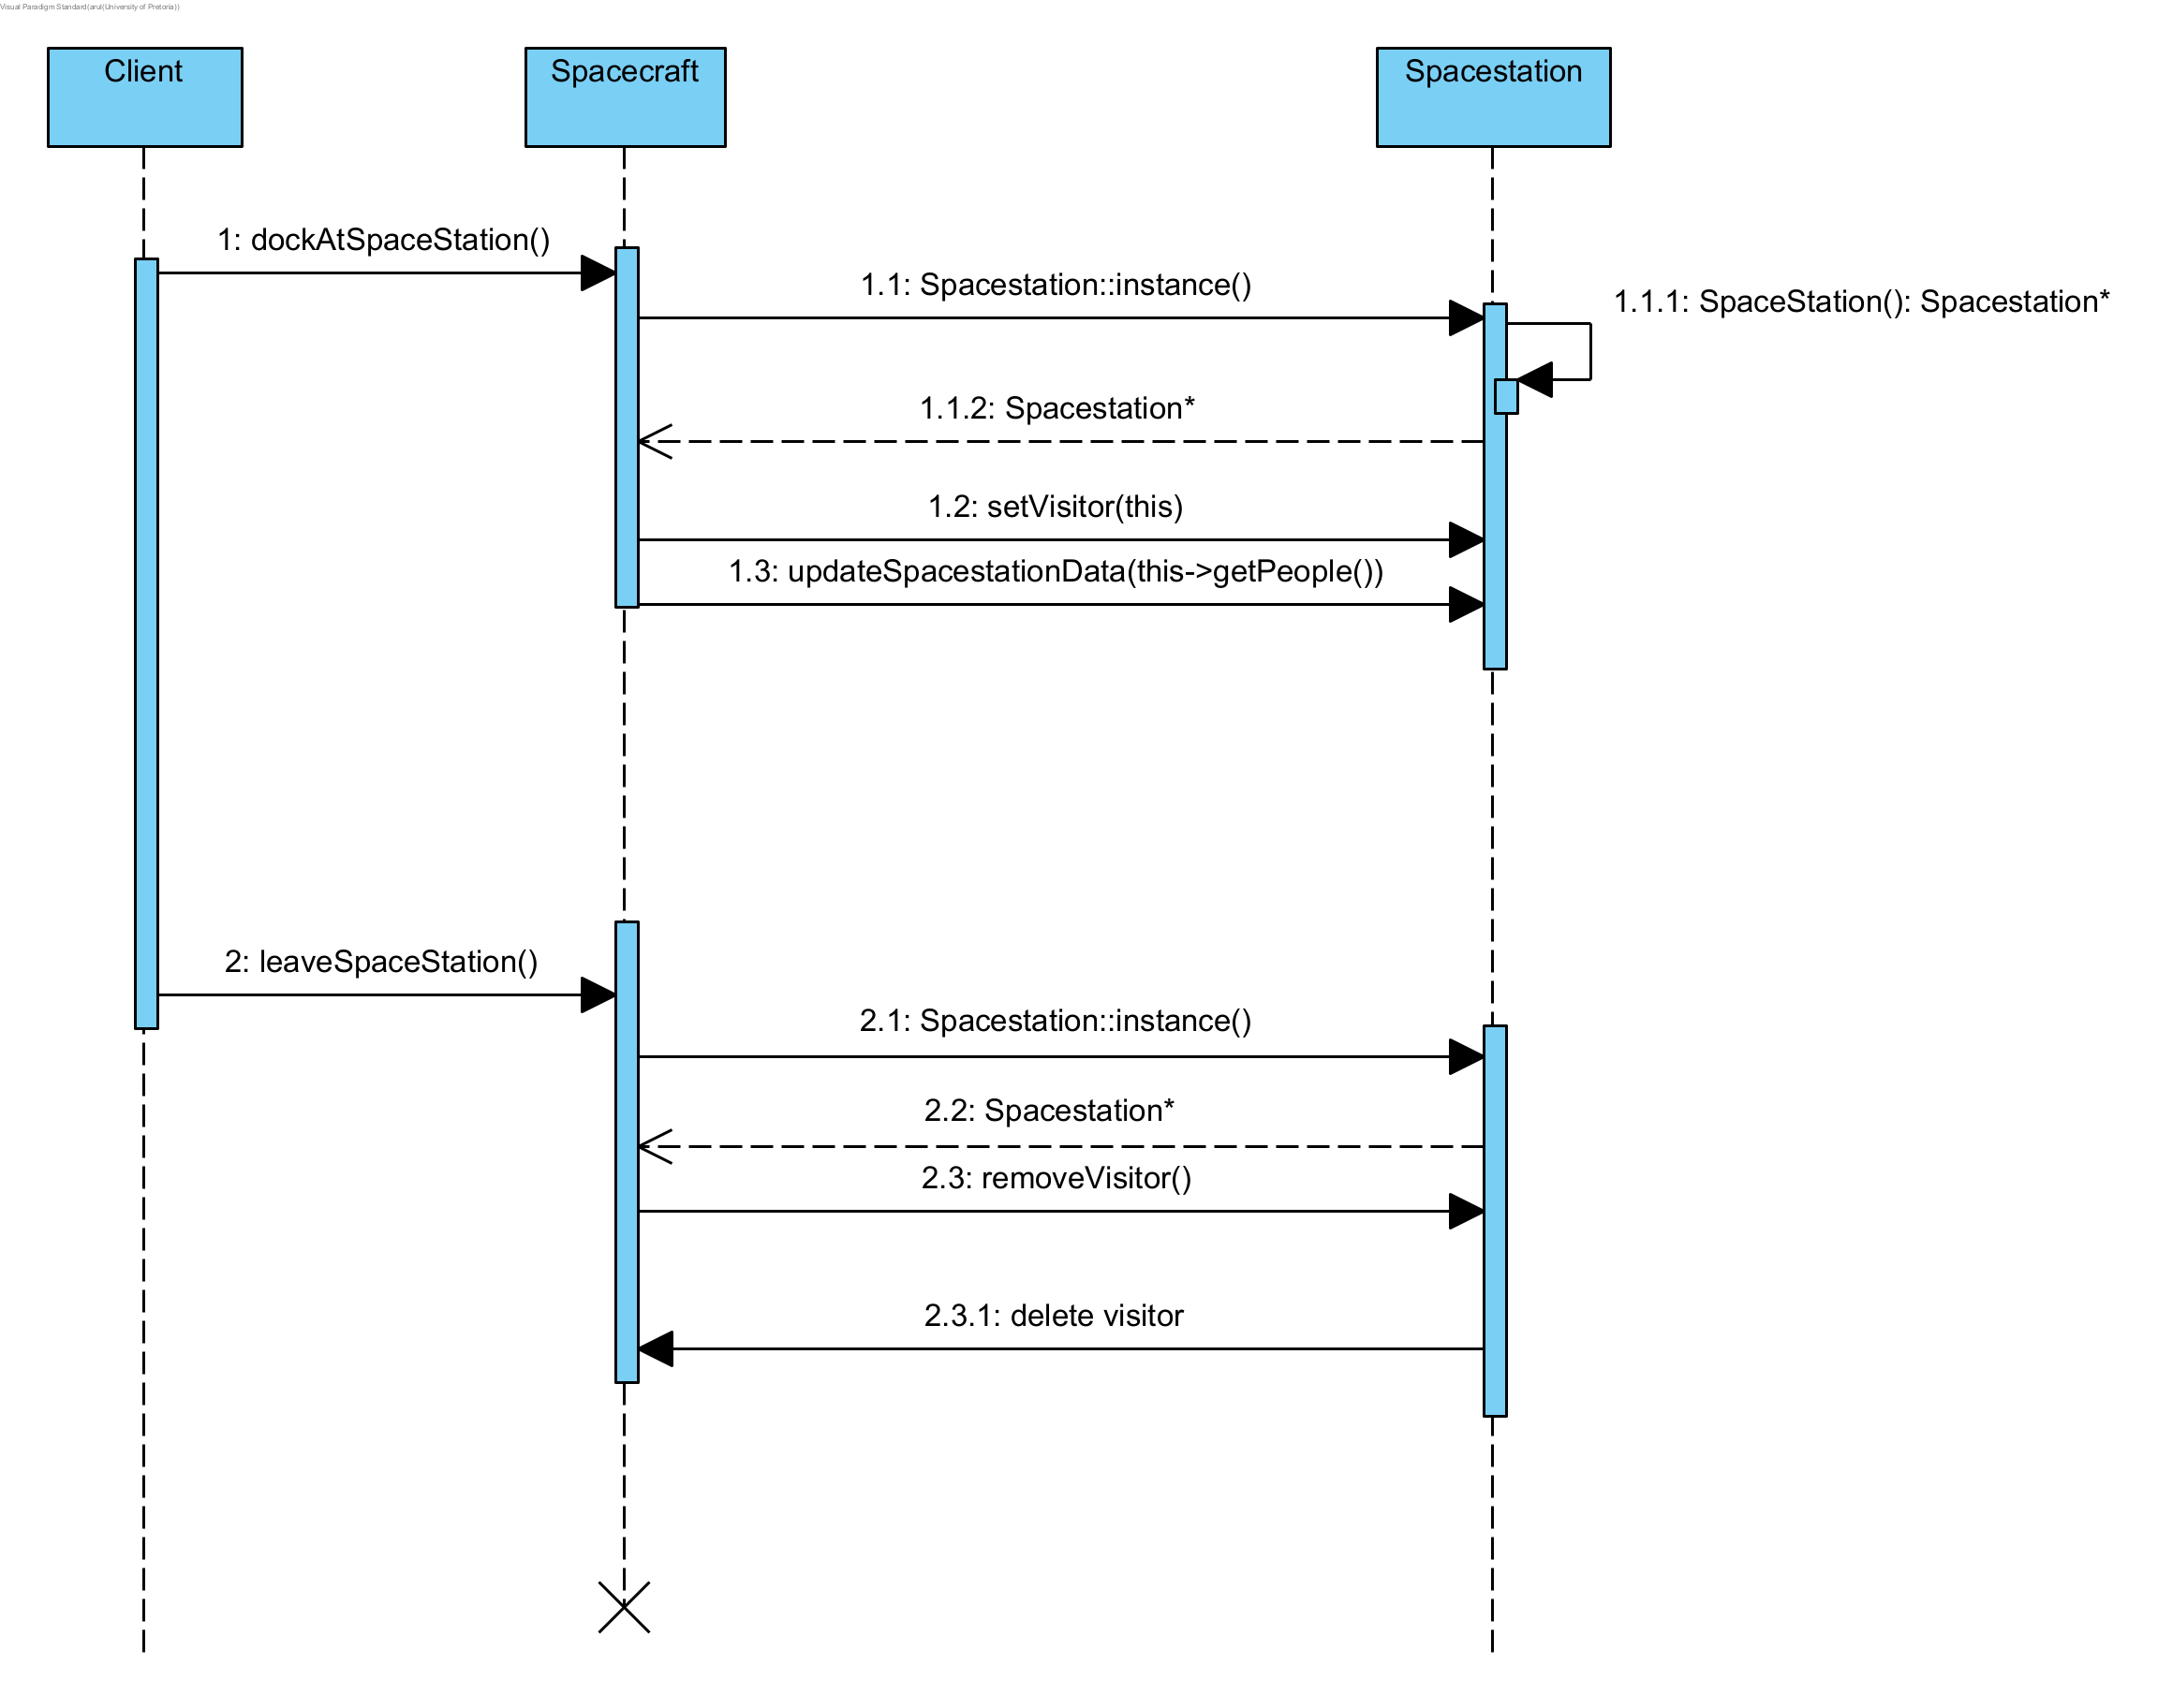 Visual Paradigm Standard(arul(University of Pretoria))
Client
Spacecraft
Spacestation
1: dockAtSpaceStation()
1.1: Spacestation::instance()
1.1.1: SpaceStation(): Spacestation*
1.1.2: Spacestation*
1.2: setVisitor(this)
1.3: updateSpacestationData(this->getPeople())
2: leaveSpaceStation()
2.1: Spacestation::instance()
2.2: Spacestation*
2.3: removeVisitor()
2.3.1: delete visitor